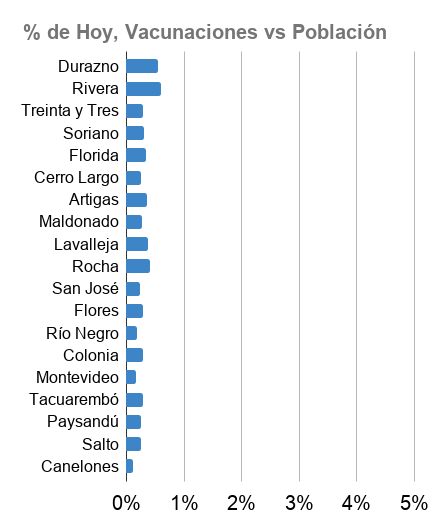 % de Hoy, Vacunaciones vs Población
Durazno
Rivera
Treinta y Tres
Soriano
Florida
Cerro Largo
Artigas
Maldonado
Lavalleja
Rocha
San José
Flores
Río Negro
Colonia
Montevideo
Tacuarembó
Paysandú
Salto
Canelones
0% 1% 2% 3% 4% 5%